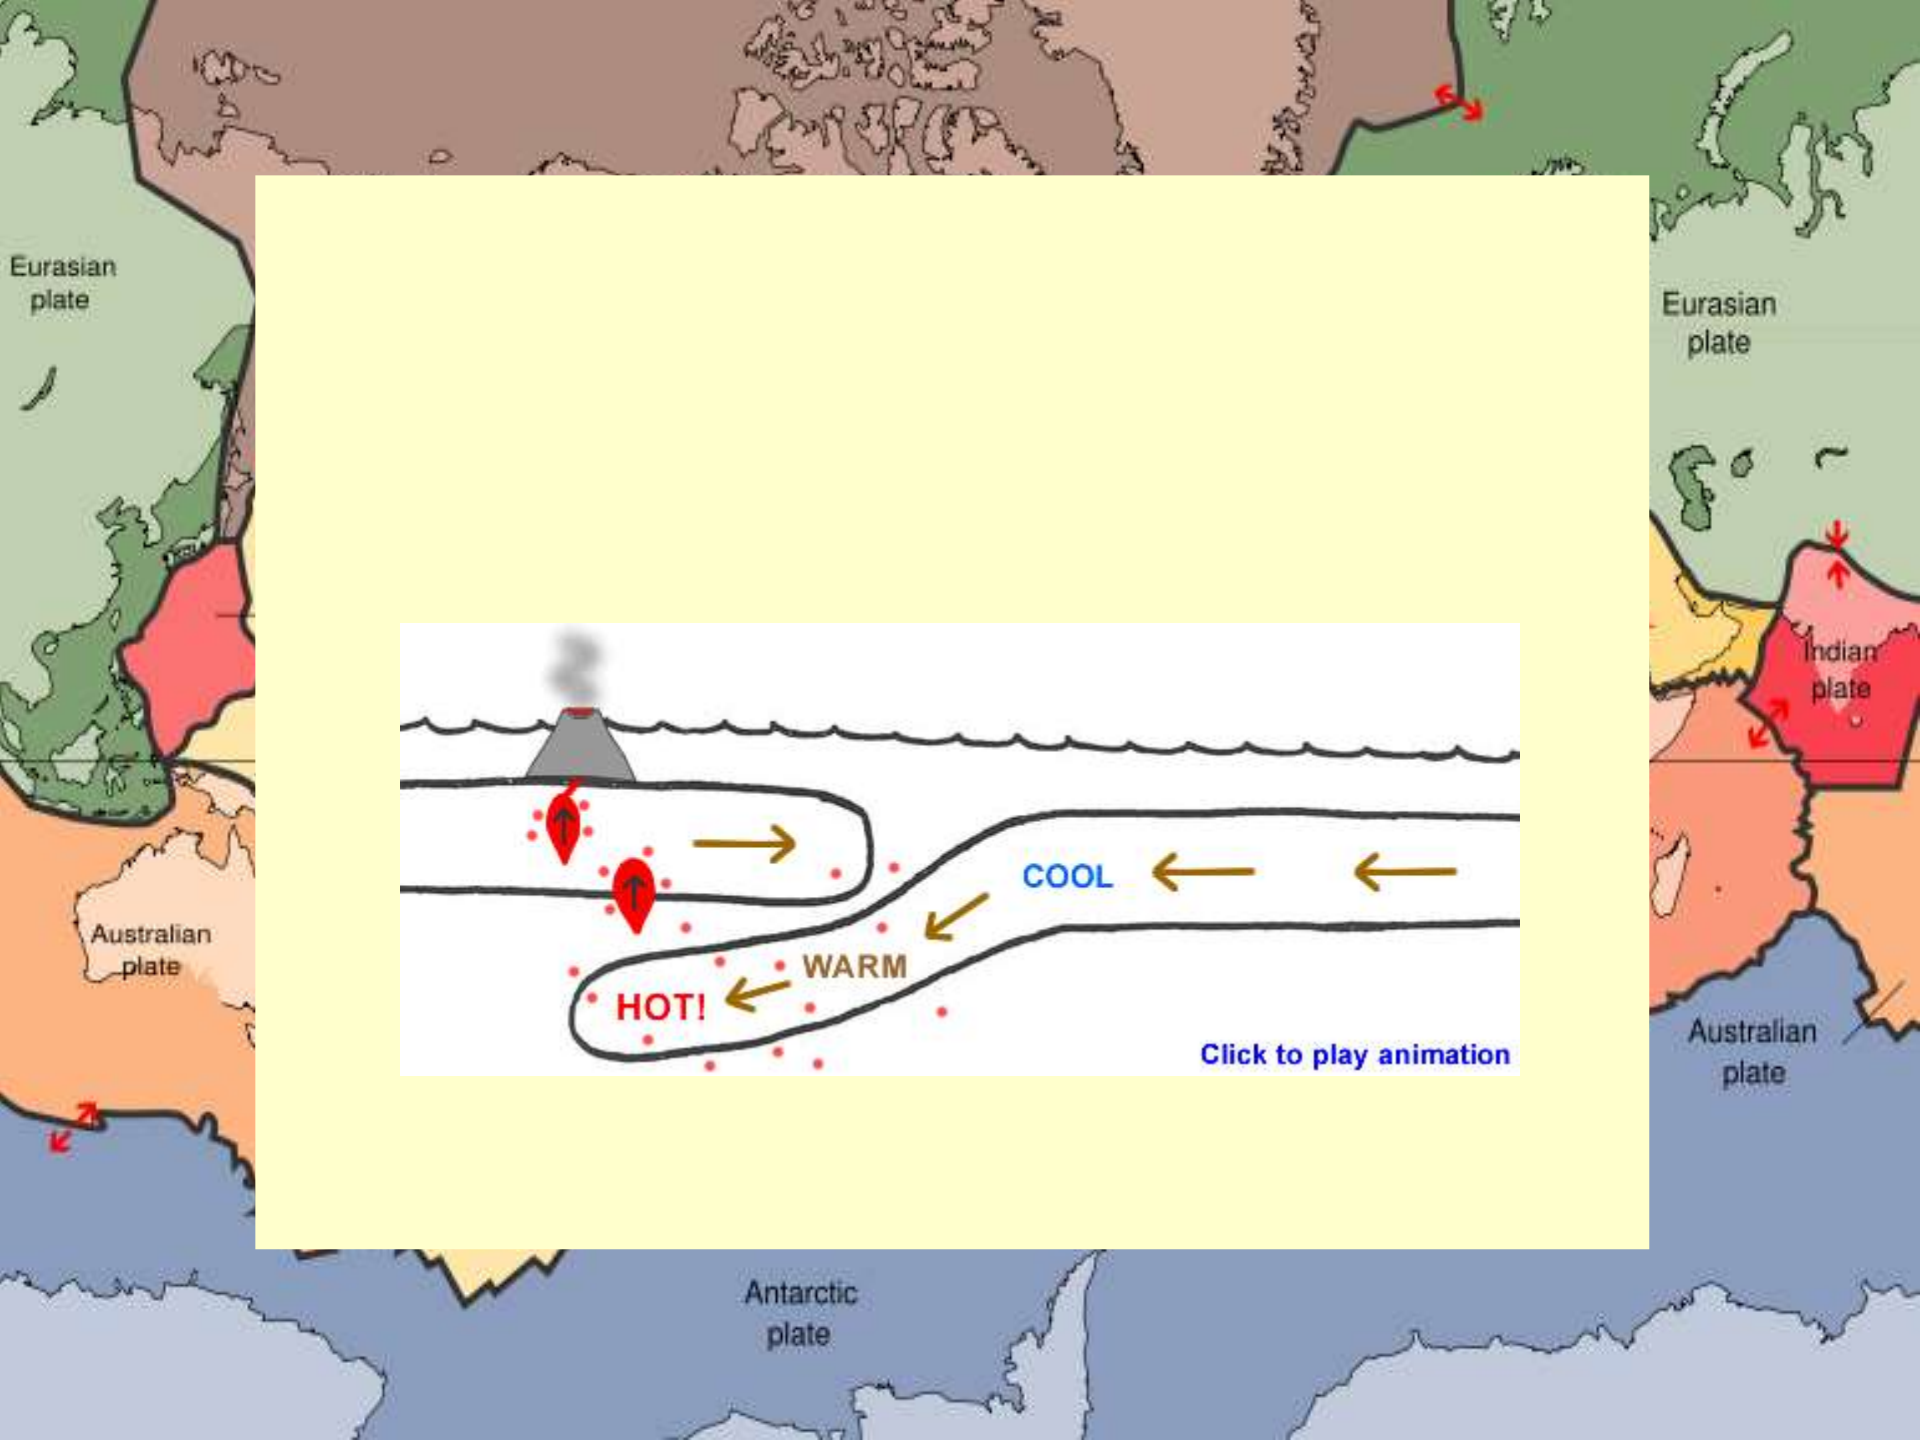 Eurasian
plate
Eurasian
plate
Indian
plate
COOL
Australian
plate
WARM
HOT!
Click to play animation
Australian
plate
Antarctic
plate